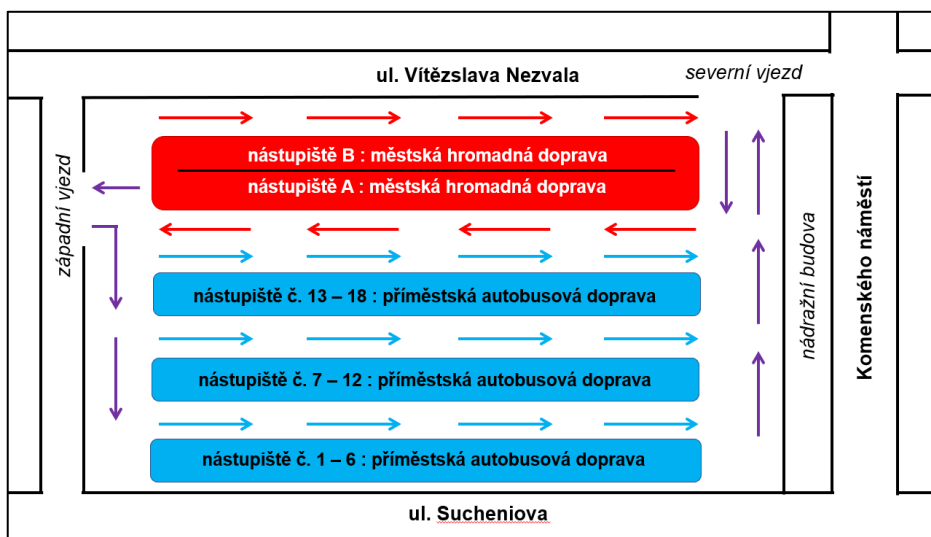 ul. Vítězslava Nezvala
severní vjezd
nástupiště B : městská hromadná doprava
nástupiště A : městská hromadná doprava
západní vjezd
nástupiště č. 13 – 18 : příměstská autobusová doprava
nástupiště č. 7 – 12 : příměstská autobusová doprava
nástupiště č. 1 – 6 : příměstská autobusová doprava
nádražní budova
Komenského náměstí
ul. Sucheniova